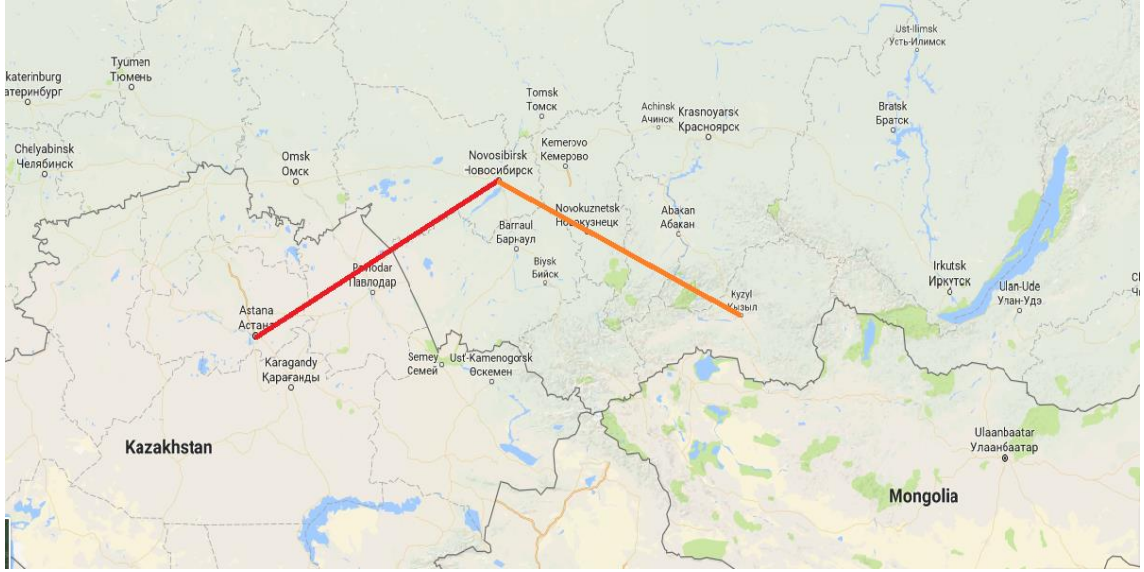 Ust-Ilimsk
Усть-Илимск
Tyumen
Тюмень
katerinburg
атеринбург
Tomsk
Томск
Achinsk
Ачинск
Krasnoyarsk
Красноярск
Bratsk
Братск
Chelyabinsk
Челябинск
Omsk
Омск
Novosibirsk
Новосибирск
Kemerovo
Кемерово
Novokuznetsk
Новокузнецк
Abakan
Абакан
Barnaul
Барнаул
Biysk
Бийск
Irkutsk
Иркутск
Ulan-Ude
Улан-Удэ
Pavlodar
Павлодар
Kyzyl
Кызыл
Astana
Астана
Karagandy
Қарағанды
Semey
Семей
Ust-Kamenogorsk
Өскемен
Kazakhstan
Ulaanbaatar
Улаанбаатар
Mongolia